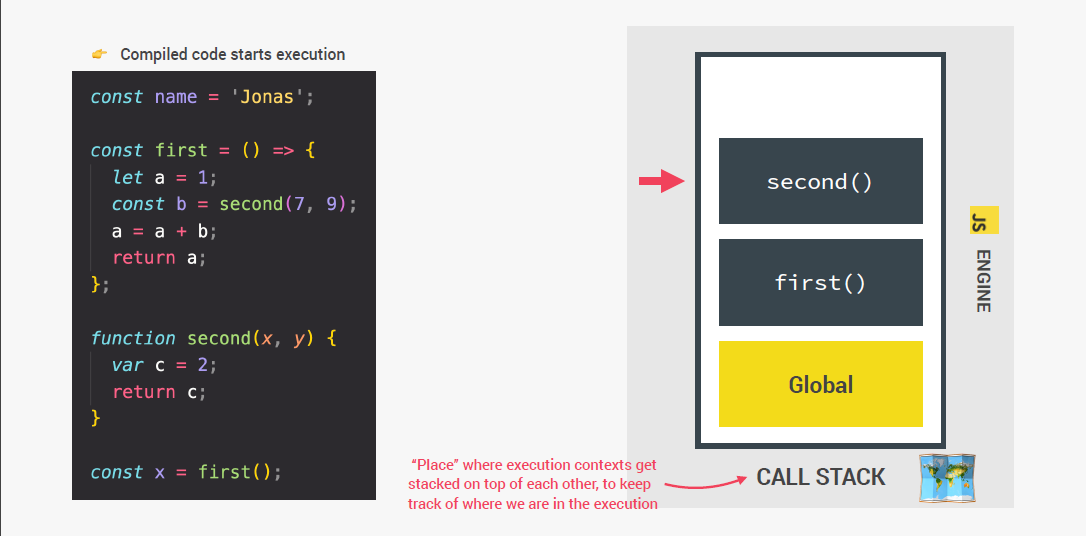 👉 Compiled code starts execution
const name = 'Jonas';
const first = () => {
let a = 1;
const b = second(7, 9);
a = a + b;
return a;
};
function second(x, y) {
var c = 2;
return c;
}
const x = first();
second()
first()
Global
JS ENGINE
“Place” where execution contexts get
stacked on top of each other, to keep
track of where we are in the execution
CALL STACK